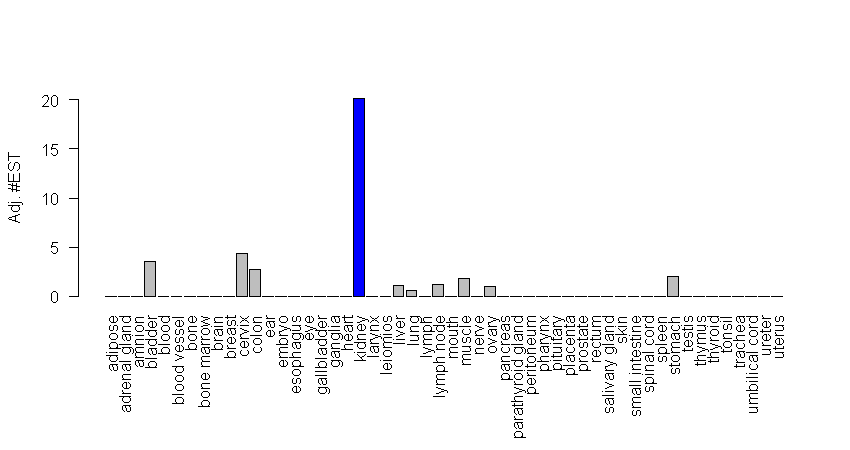 Adj. #EST
20
15
10
5
0
adipose
adrenal gland
amnion
bladder
blood
blood vessel
bone
bone marrow
brain
breast
cervix
colon
ear
embryo
esophagus
eye
gallbladder
ganglia
heart
kidney
larynx
leiomios
liver
lung
lymph
lymph node
mouth
muscle
nerve
ovary
pancreas
parathyroid gland
peritoneum
pharynx
pituitary
placenta
prostate
rectum
salivary gland
skin
small intestine
spinal cord
spleen
stomach
testis
thymus
thyroid
tonsil
trachea
umbilical cord
ureter
uterus